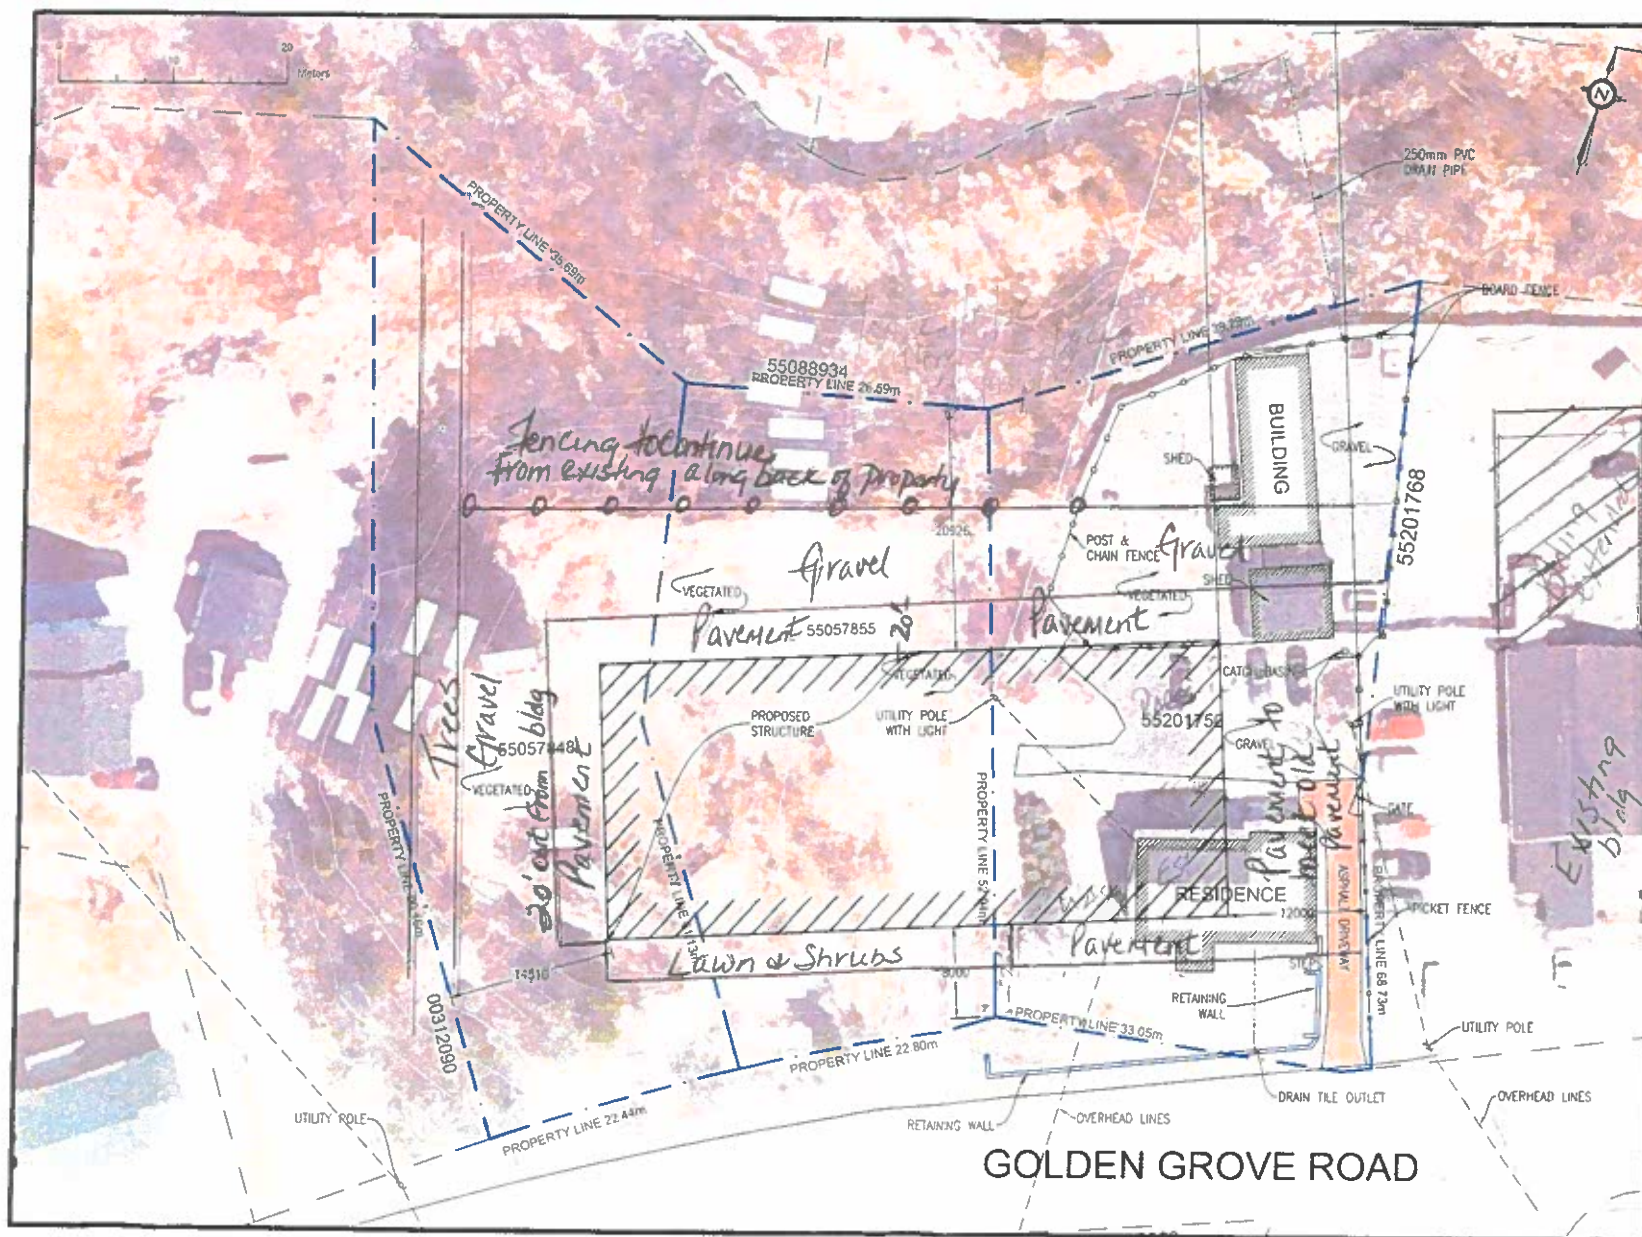 20
10
Meters
N
250mm PVC
DRAIN PIPE
PROPERTY LINE 35.69m
BOARD FENCE
PROPERTY LINE
55088934
PROPERTY LINE 26.59m
Fencing to continue
from existing along back of Property
BUILDING
SHED
GRAVEL
55201768
20926
POST &
CHAIN FENCE
Gravel
Gravel
VEGETATED
VEGETATED
SHED
Pavement
55057855
20'
Pavement
VEGETATED
CATCH BASIN
UTILITY POLE
WITH LIGHT
PROPOSED
STRUCTURE
UTILITY POLE
WITH LIGHT
55201752
GRAVEL
Trees
Gravel
55057848
VEGETATED
20' out from bldg
Pavement
Pavement to
meet old
Pavement
GATE
Existing
bldg
PROPERTY LINE
PROPERTY LINE
PROPERTY LINE
RESIDENCE
12000
ASPHALT DRIVEWAY
PICKET FENCE
PROPERTY LINE 68.73m
Lawn & Shrubs
Pavement
STEP
RETAINING
WALL
00312090
PROPERTY LINE 33.05m
UTILITY POLE
PROPERTY LINE 22.80m
DRAIN TILE OUTLET
OVERHEAD LINES
UTILITY POLE
PROPERTY LINE 22.44m
RETAINING WALL
OVERHEAD LINES
GOLDEN GROVE ROAD